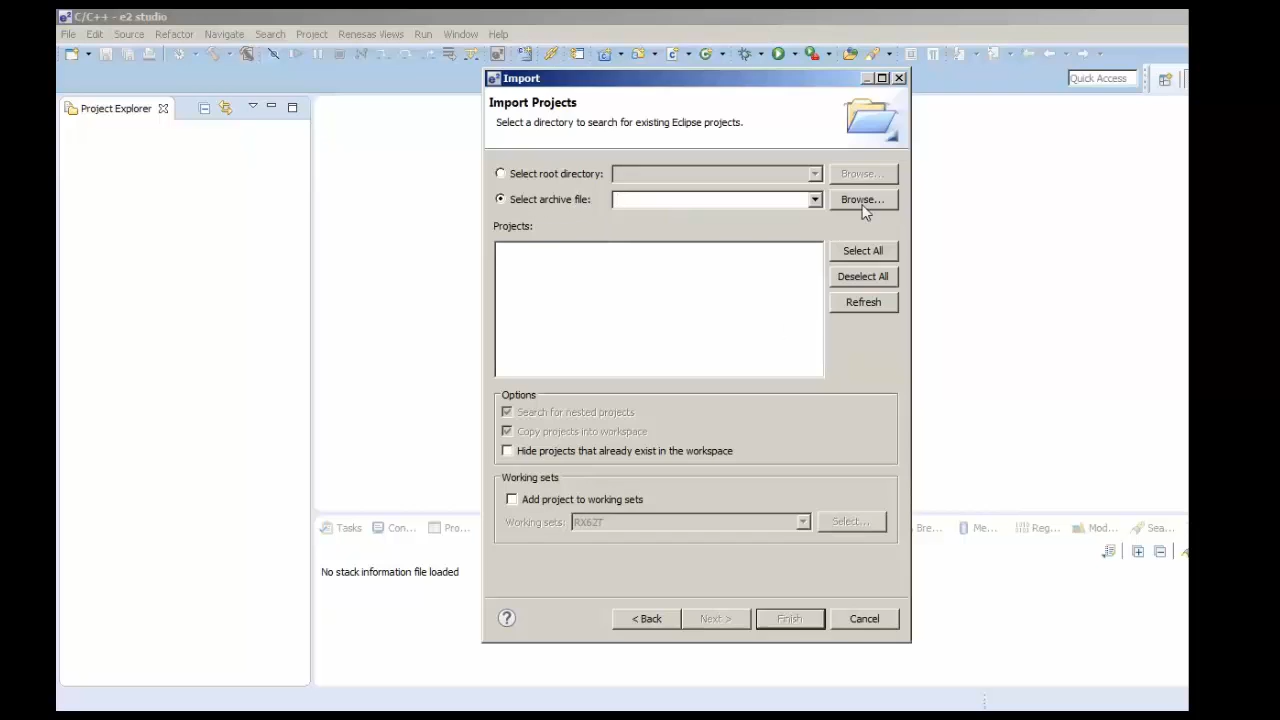 C/C++ - e2 studio
File Edit Source Refactor Navigate Search Project Renesas Views Run Window Help
Quick Access
Project Explorer
Import
Import Projects
Select a directory to search for existing Eclipse projects.
Select root directory: Browse...
Select archive file: Browse...
Projects:
Select All
Deselect All
Refresh
Options
Search for nested projects
Copy projects into workspace
Hide projects that already exist in the workspace
Working sets
Add project to working sets
Working sets: RX62T Select...
Tasks Con... Pro... Bre... Me... Reg... Mod... Sea...
No stack information file loaded
? < Back Next > Finish Cancel